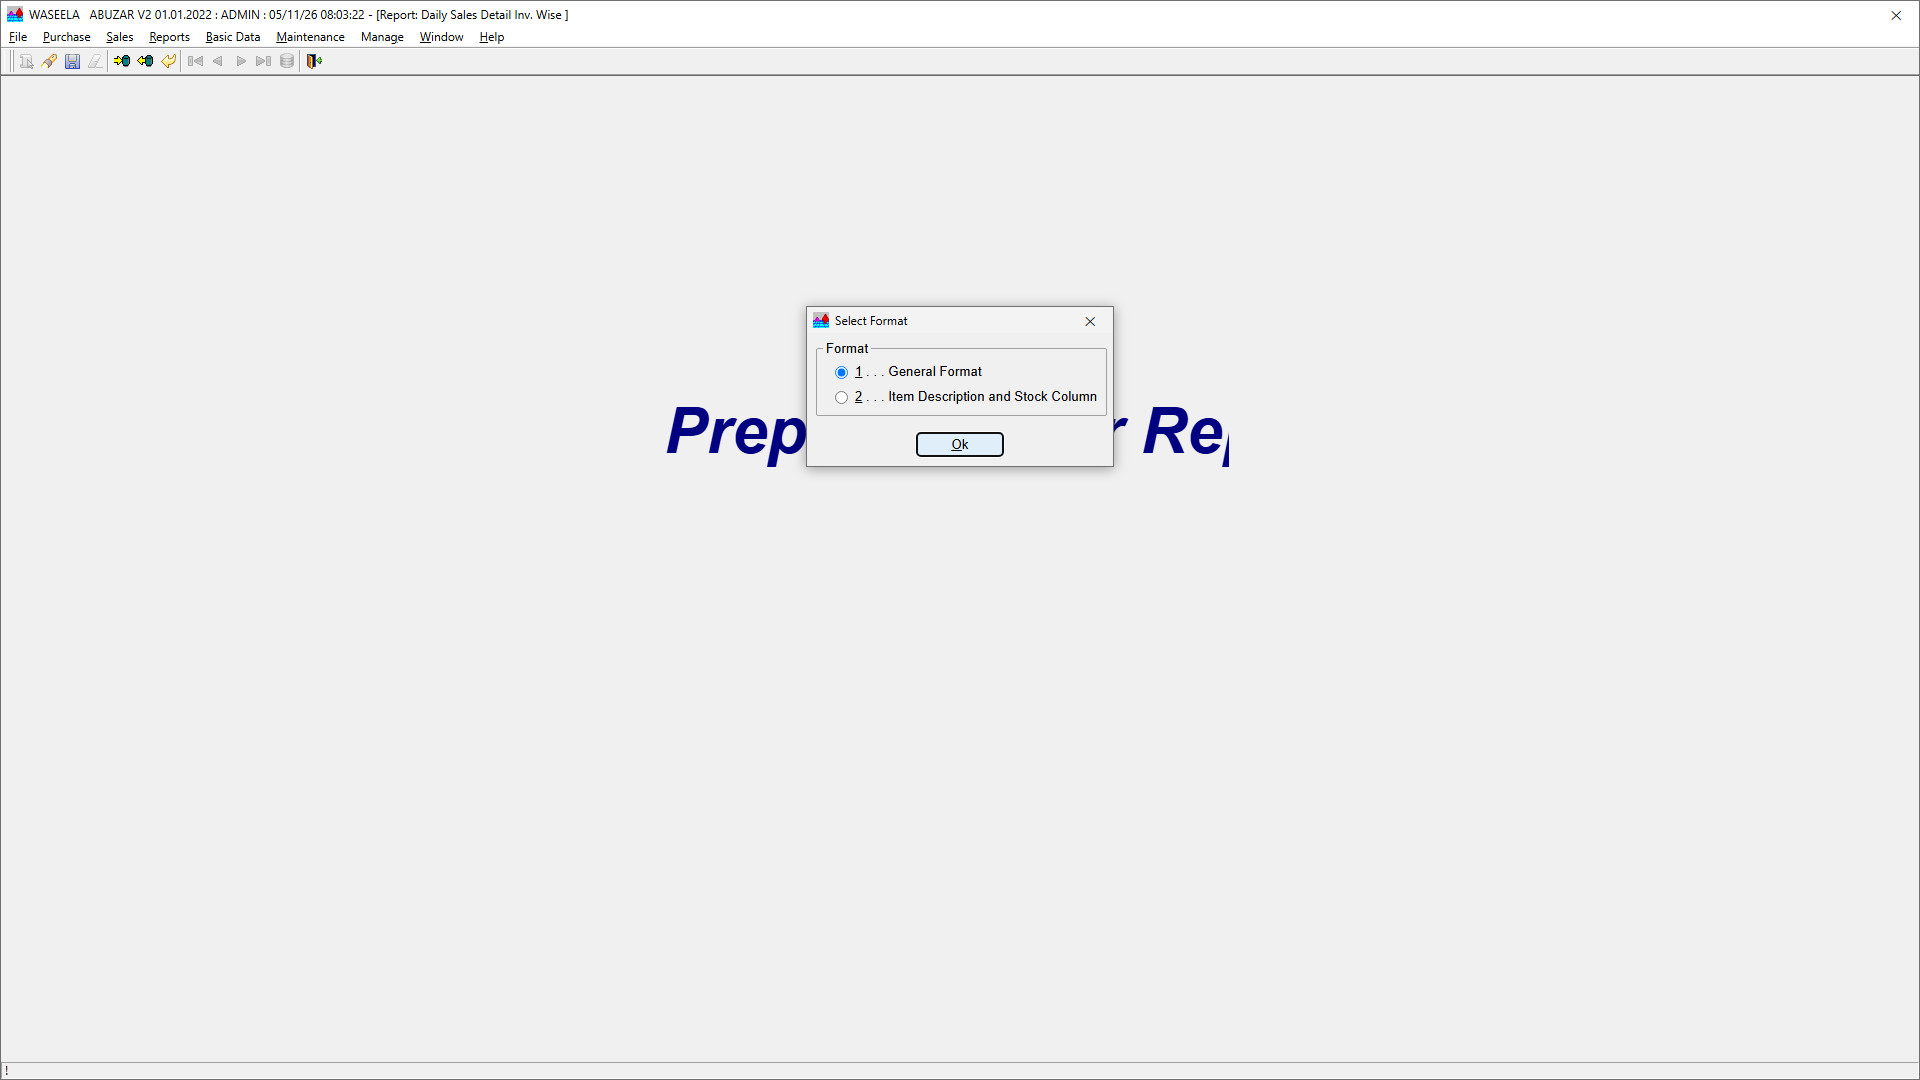 WASEELA ABUZAR V2 01.01.2022 : ADMIN : 05/11/26 08:03:22 - [Report: Daily Sales Detail Inv. Wise ]
File Purchase Sales Reports Basic Data Maintenance Manage Window Help
Select Format
Format
1 . . . General Format
2 . . . Item Description and Stock Column
Prep r Rep
Ok
!